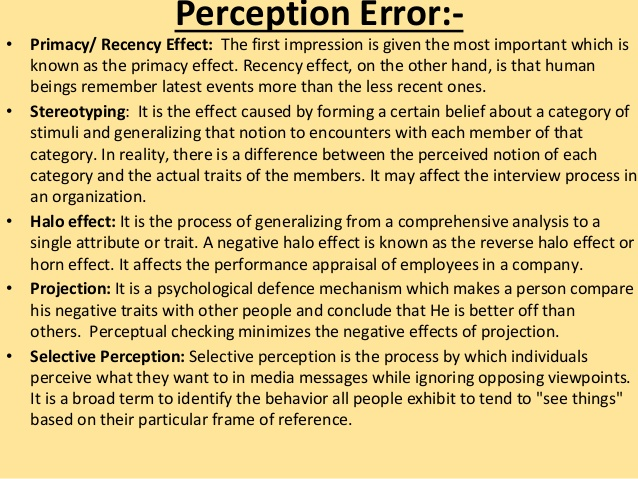 Perception Error:-
• Primacy/ Recency Effect: The first impression is given the most important which is
known as the primacy effect. Recency effect, on the other hand, is that human
beings remember latest events more than the less recent ones.
• Stereotyping: It is the effect caused by forming a certain belief about a category of
stimuli and generalizing that notion to encounters with each member of that
category. In reality, there is a difference between the perceived notion of each
category and the actual traits of the members. It may affect the interview process in
an organization.
• Halo effect: It is the process of generalizing from a comprehensive analysis to a
single attribute or trait. A negative halo effect is known as the reverse halo effect or
horn effect. It affects the performance appraisal of employees in a company.
• Projection: It is a psychological defence mechanism which makes a person compare
his negative traits with other people and conclude that He is better off than
others. Perceptual checking minimizes the negative effects of projection.
• Selective Perception: Selective perception is the process by which individuals
perceive what they want to in media messages while ignoring opposing viewpoints.
It is a broad term to identify the behavior all people exhibit to tend to "see things"
based on their particular frame of reference.